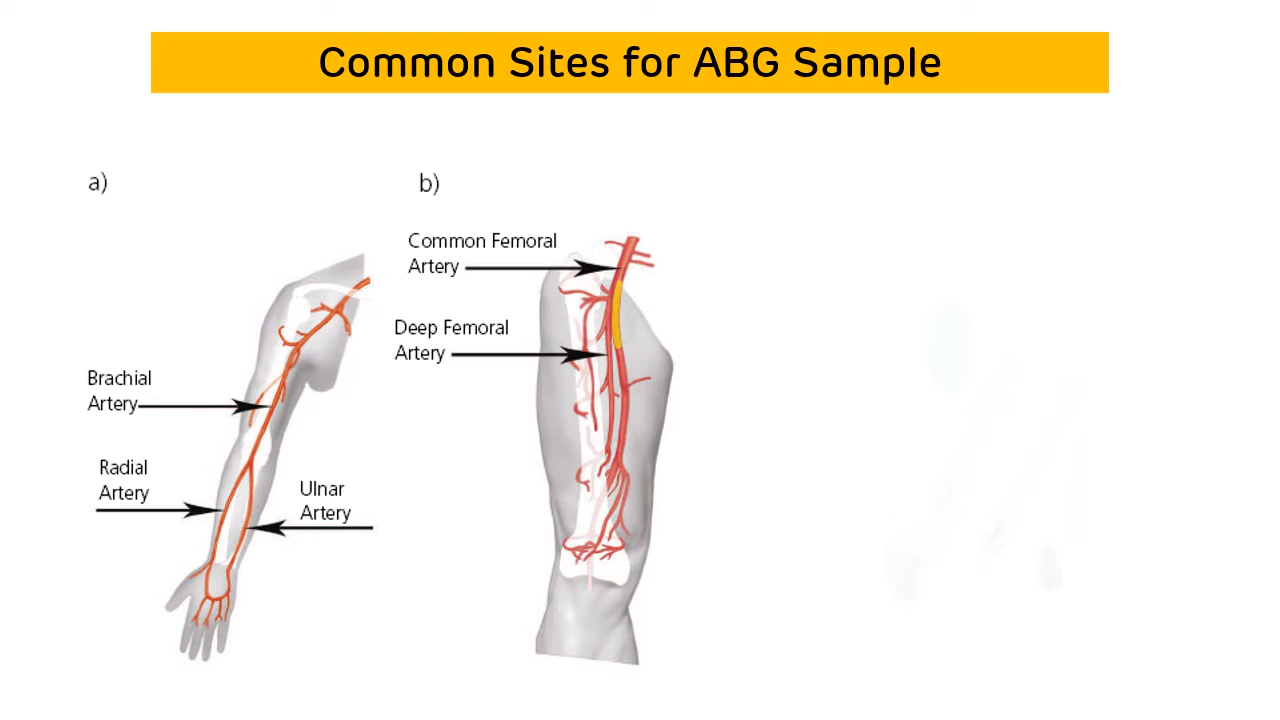 Common Sites for ABG Sample
a)
Brachial
Artery
Radial
Artery
Ulnar
Artery
b)
Common Femoral
Artery
Deep Femoral
Artery